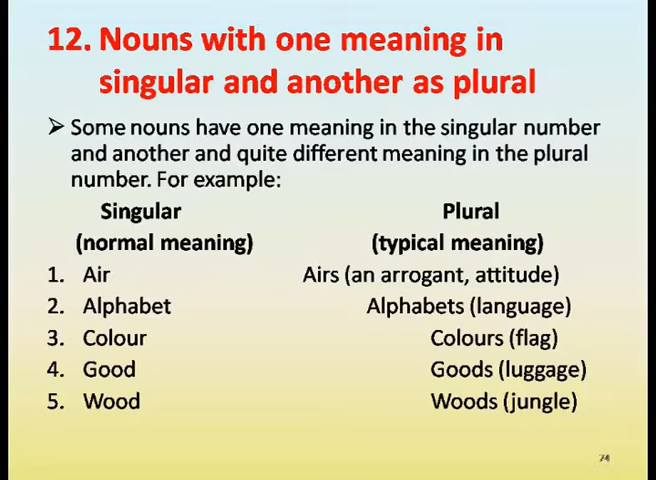 12. Nouns with one meaning in
singular and another as plural
➢ Some nouns have one meaning in the singular number
and another and quite different meaning in the plural
number. For example:
Singular Plural
(normal meaning) (typical meaning)
1. Air Airs (an arrogant, attitude)
2. Alphabet Alphabets (language)
3. Colour Colours (flag)
4. Good Goods (luggage)
5. Wood Woods (jungle)
74